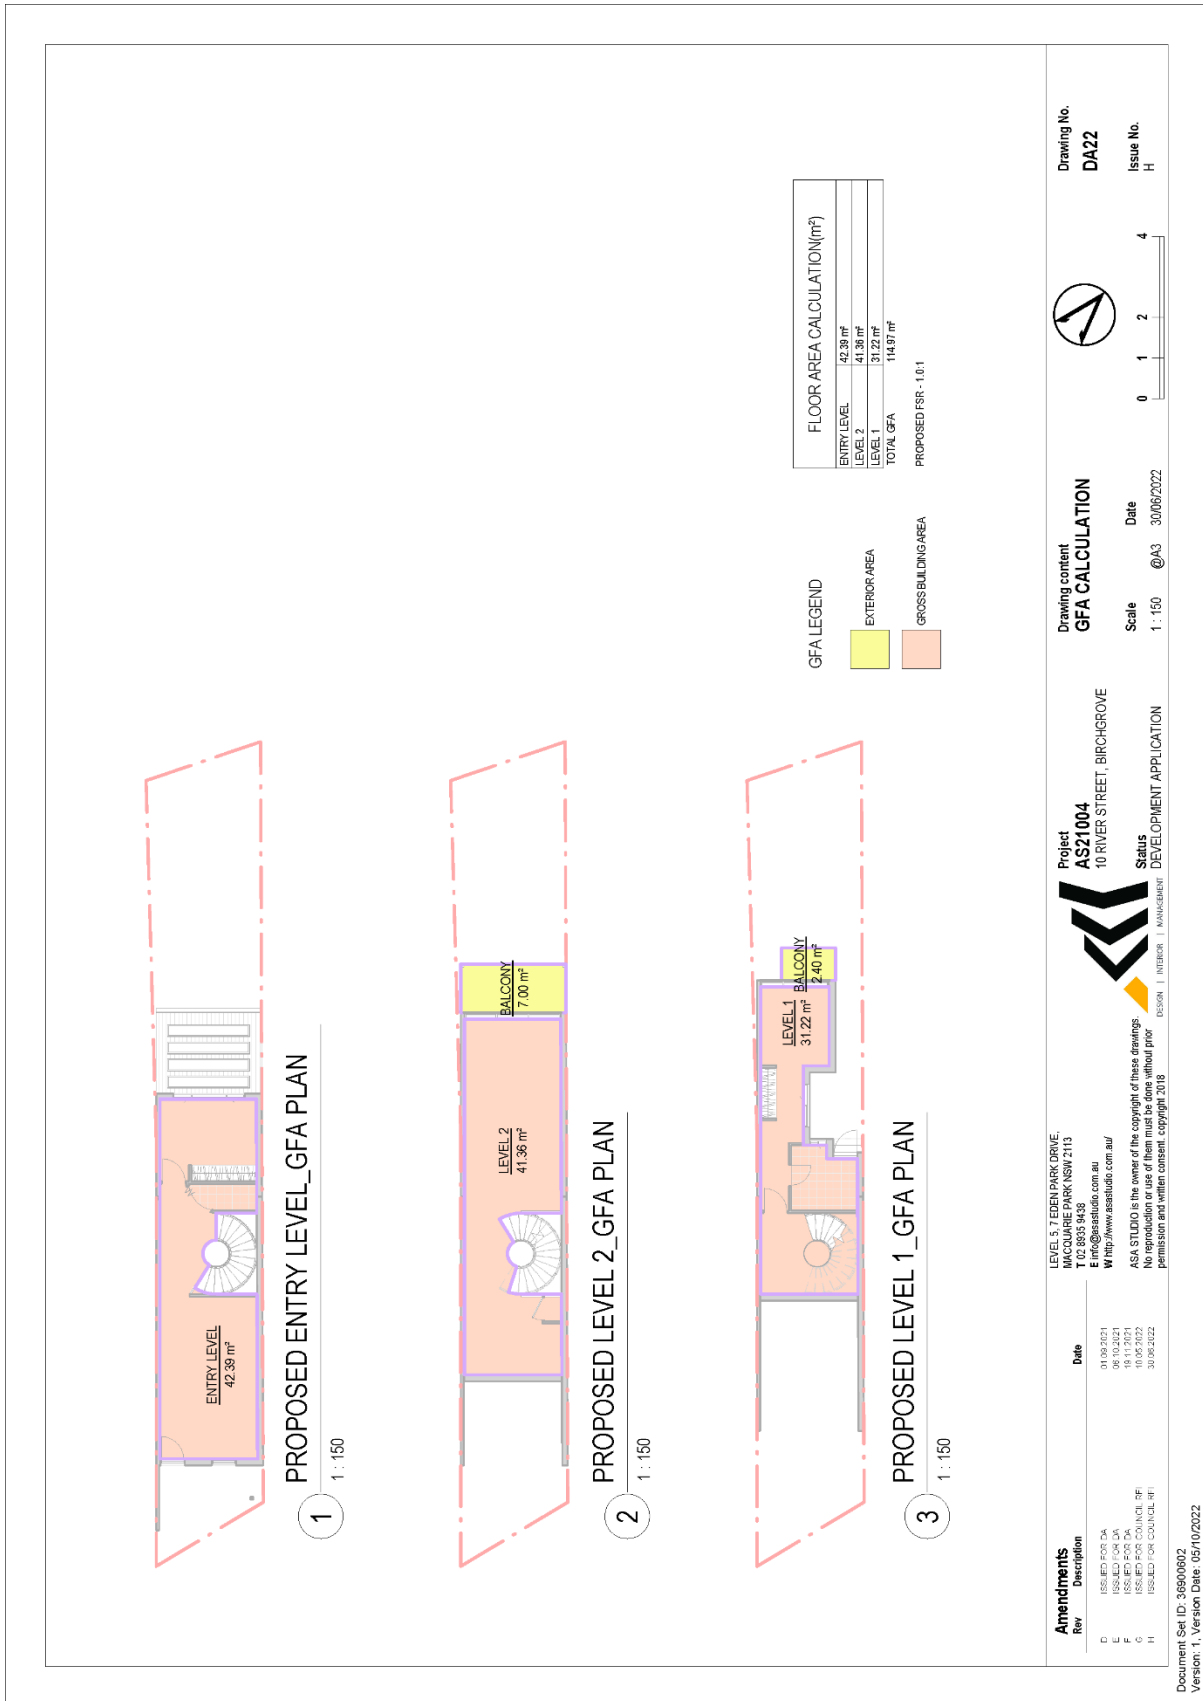 ENTRY LEVEL
42.39 m²
1
PROPOSED ENTRY LEVEL_GFA PLAN
1 : 150
LEVEL 2
41.36 m²
BALCONY
7.00 m²
2
PROPOSED LEVEL 2_GFA PLAN
1 : 150
LEVEL 1
31.22 m²
BALCONY
2.40 m²
3
PROPOSED LEVEL 1_GFA PLAN
1 : 150
GFA LEGEND
EXTERIOR AREA
GROSS BUILDING AREA
FLOOR AREA CALCULATION(m²)
ENTRY LEVEL 42.39 m²
LEVEL 2 41.36 m²
LEVEL 1 31.22 m²
TOTAL GFA 114.97 m²
PROPOSED FSR - 1.0:1
Amendments
Rev Description Date
D ISSUED FOR DA 01.09.2021
E ISSUED FOR DA 06.10.2021
F ISSUED FOR DA 19.11.2021
G ISSUED FOR COUNCIL RFI 10.05.2022
H ISSUED FOR COUNCIL RFI 30.06.2022
LEVEL 5, 7 EDEN PARK DRIVE,
MACQUARIE PARK NSW 2113
T 02 8935 9438
E info@asastudio.com.au
W http://www.asastudio.com.au/
ASA STUDIO is the owner of the copyright of these drawings.
No reproduction or use of them must be done without prior
permission and written consent. copyright 2018
DESIGN | INTERIOR | MANAGEMENT
Project
AS21004
10 RIVER STREET, BIRCHGROVE
Status
DEVELOPMENT APPLICATION
Drawing content
GFA CALCULATION
Scale Date
1 : 150 @A3 30/06/2022
0 1 2 4
Drawing No.
DA22
Issue No.
H
Document Set ID: 36900602
Version: 1, Version Date: 05/10/2022